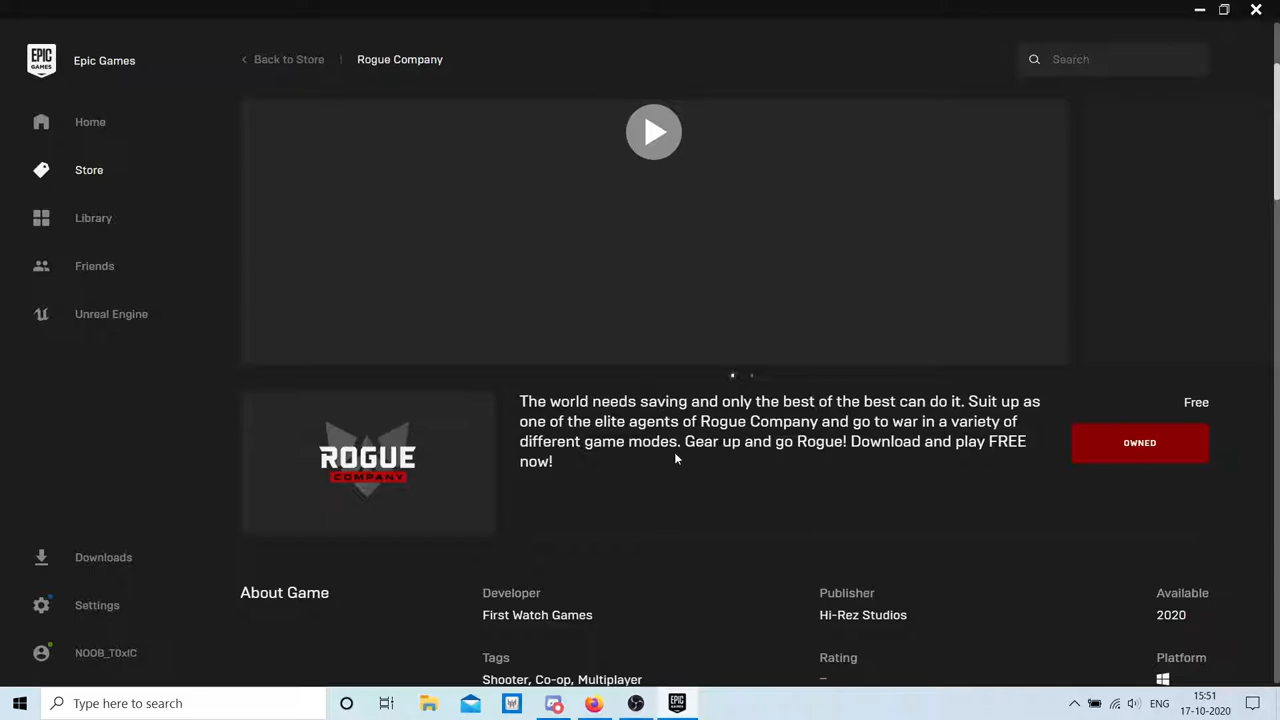 EPIC GAMES
Epic Games
Back to Store
Rogue Company
Search
Home
Store
Library
Friends
Unreal Engine
The world needs saving and only the best of the best can do it. Suit up as
one of the elite agents of Rogue Company and go to war in a variety of
different game modes. Gear up and go Rogue! Download and play FREE
now!
Free
OWNED
ROGUE
COMPANY
Downloads
Settings
NOOB_T0xIC
About Game
Developer
First Watch Games
Publisher
Hi-Rez Studios
Available
2020
Tags
Shooter, Co-op, Multiplayer
Rating
–
Platform
Type here to search
EPIC GAMES
ENG
15:51
17-10-2020